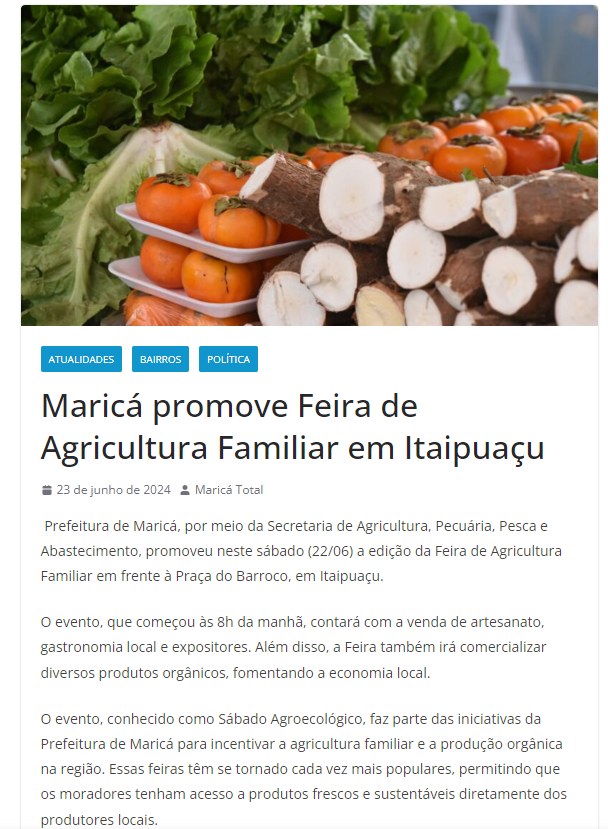 ATUALIDADES BAIRROS POLÍTICA
Maricá promove Feira de
Agricultura Familiar em Itaipuaçu
23 de junho de 2024 Maricá Total
Prefeitura de Maricá, por meio da Secretaria de Agricultura, Pecuária, Pesca e
Abastecimento, promoveu neste sábado (22/06) a edição da Feira de Agricultura
Familiar em frente à Praça do Barroco, em Itaipuaçu.
O evento, que começou às 8h da manhã, contará com a venda de artesanato,
gastronomia local e expositores. Além disso, a Feira também irá comercializar
diversos produtos orgânicos, fomentando a economia local.
O evento, conhecido como Sábado Agroecológico, faz parte das iniciativas da
Prefeitura de Maricá para incentivar a agricultura familiar e a produção orgânica
na região. Essas feiras têm se tornado cada vez mais populares, permitindo que
os moradores tenham acesso a produtos frescos e sustentáveis diretamente dos
produtores locais.